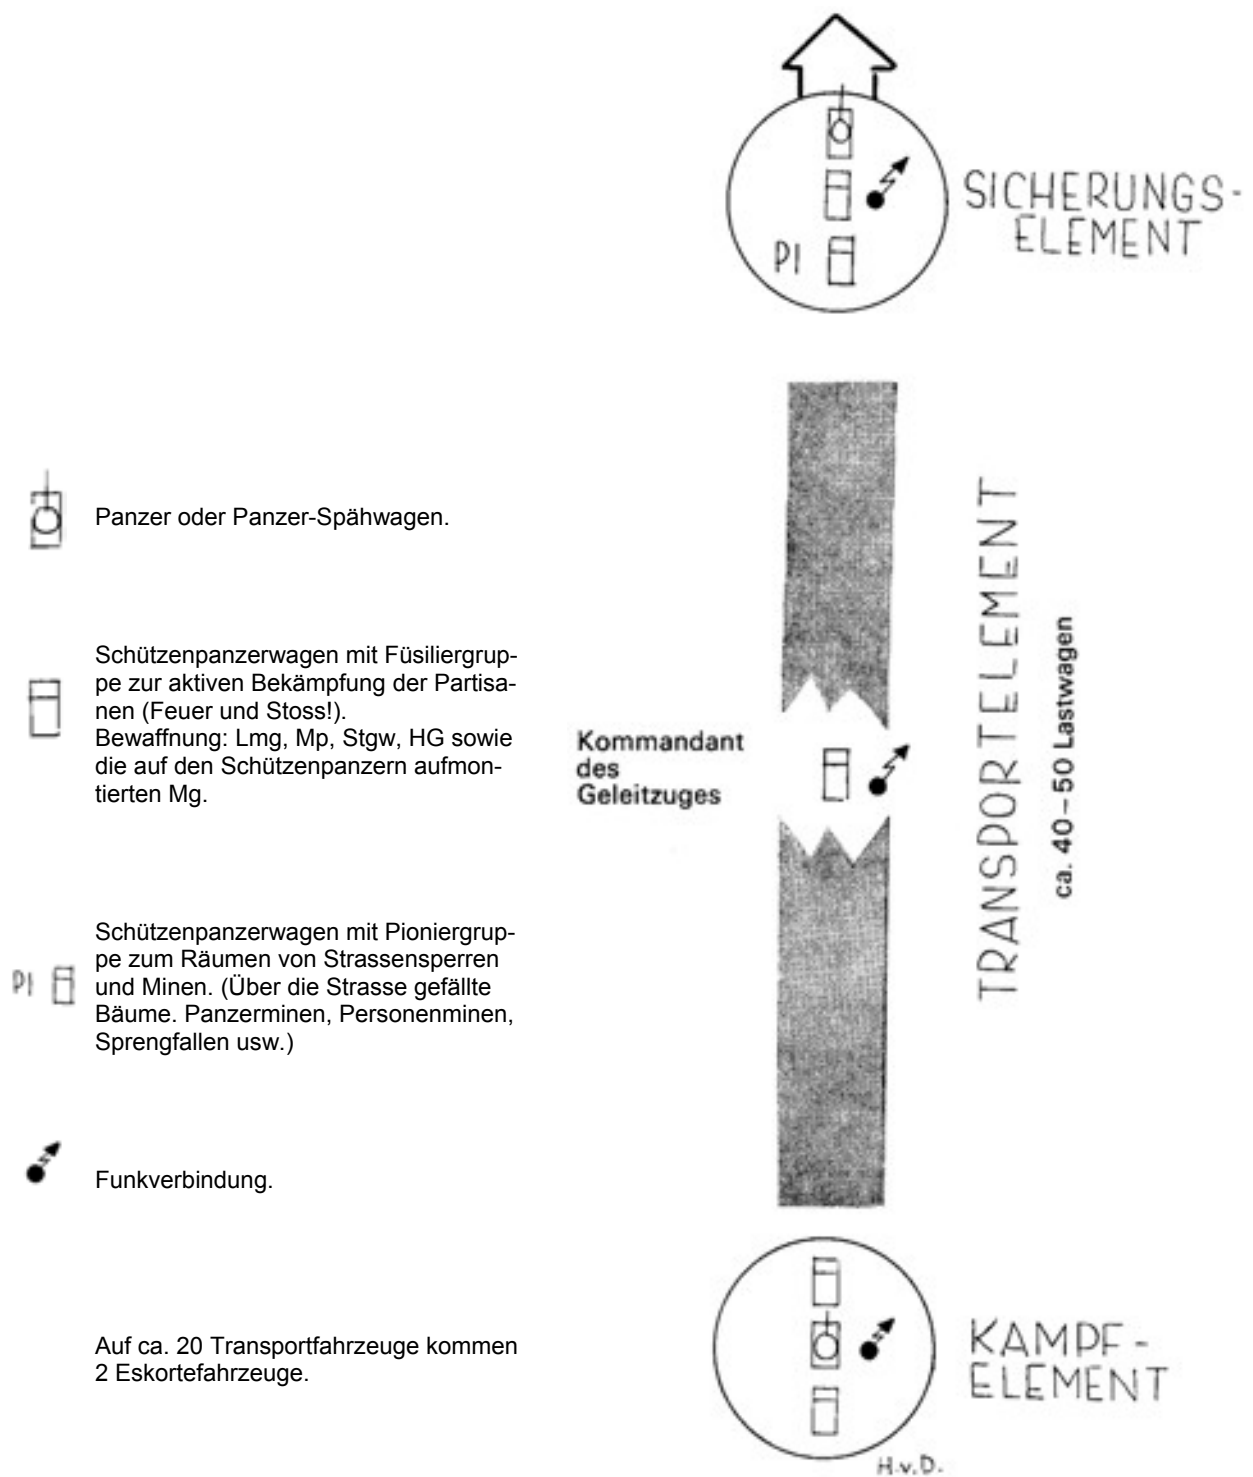 SICHERUNGS-
ELEMENT
PI
Panzer oder Panzer-Spähwagen.
Schützenpanzerwagen mit Füsiliergrup-
pe zur aktiven Bekämpfung der Partisa-
nen (Feuer und Stoss!).
Bewaffnung: Lmg, Mp, Stgw, HG sowie
die auf den Schützenpanzern aufmon-
tierten Mg.
Kommandant
des
Geleitzuges
TRANSPORTELEMENT
ca. 40–50 Lastwagen
PI
Schützenpanzerwagen mit Pioniergrup-
pe zum Räumen von Strassensperren
und Minen. (Über die Strasse gefällte
Bäume. Panzerminen, Personenminen,
Sprengfallen usw.)
Funkverbindung.
Auf ca. 20 Transportfahrzeuge kommen
2 Eskortefahrzeuge.
KAMPF-
ELEMENT
H.v.D.